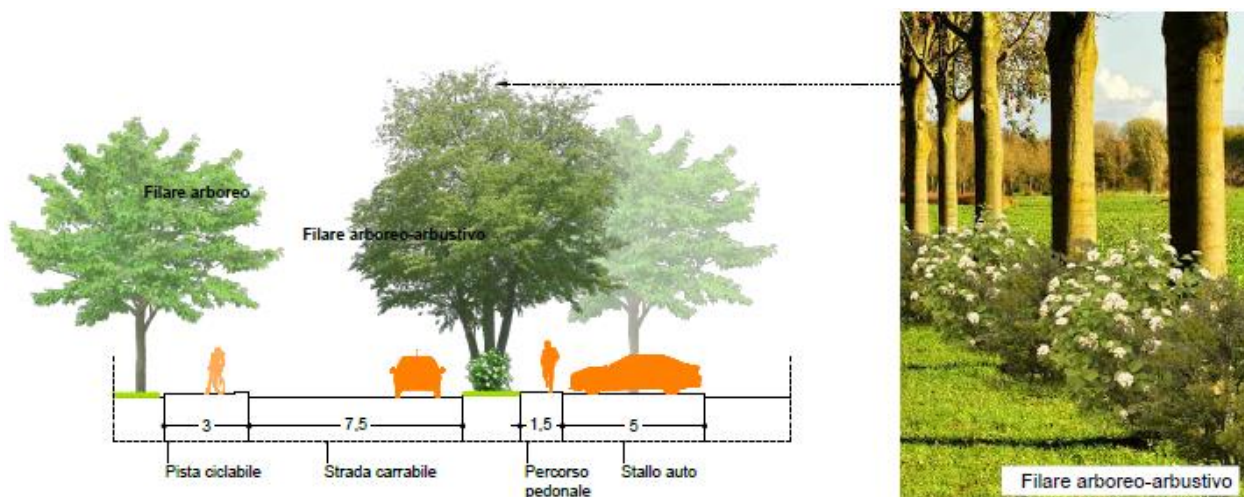 Filare arboreo
Filare arboreo-arbustivo
3
7,5
1,5
5
Pista ciclabile
Strada carrabile
Percorso
pedonale
Stallo auto
Filare arboreo-arbustivo